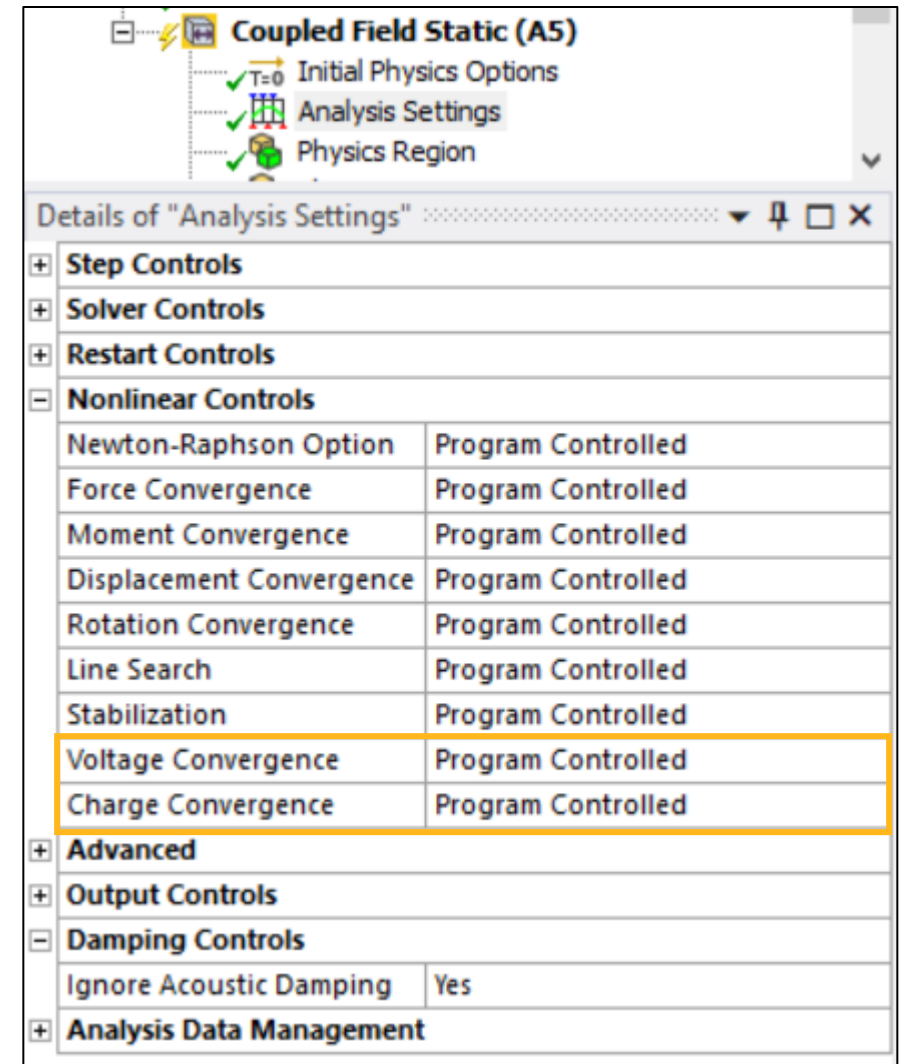 Coupled Field Static (A5)
T=0 Initial Physics Options
Analysis Settings
Physics Region
Details of "Analysis Settings"
Step Controls
Solver Controls
Restart Controls
Nonlinear Controls
Newton-Raphson Option Program Controlled
Force Convergence Program Controlled
Moment Convergence Program Controlled
Displacement Convergence Program Controlled
Rotation Convergence Program Controlled
Line Search Program Controlled
Stabilization Program Controlled
Voltage Convergence Program Controlled
Charge Convergence Program Controlled
Advanced
Output Controls
Damping Controls
Ignore Acoustic Damping Yes
Analysis Data Management